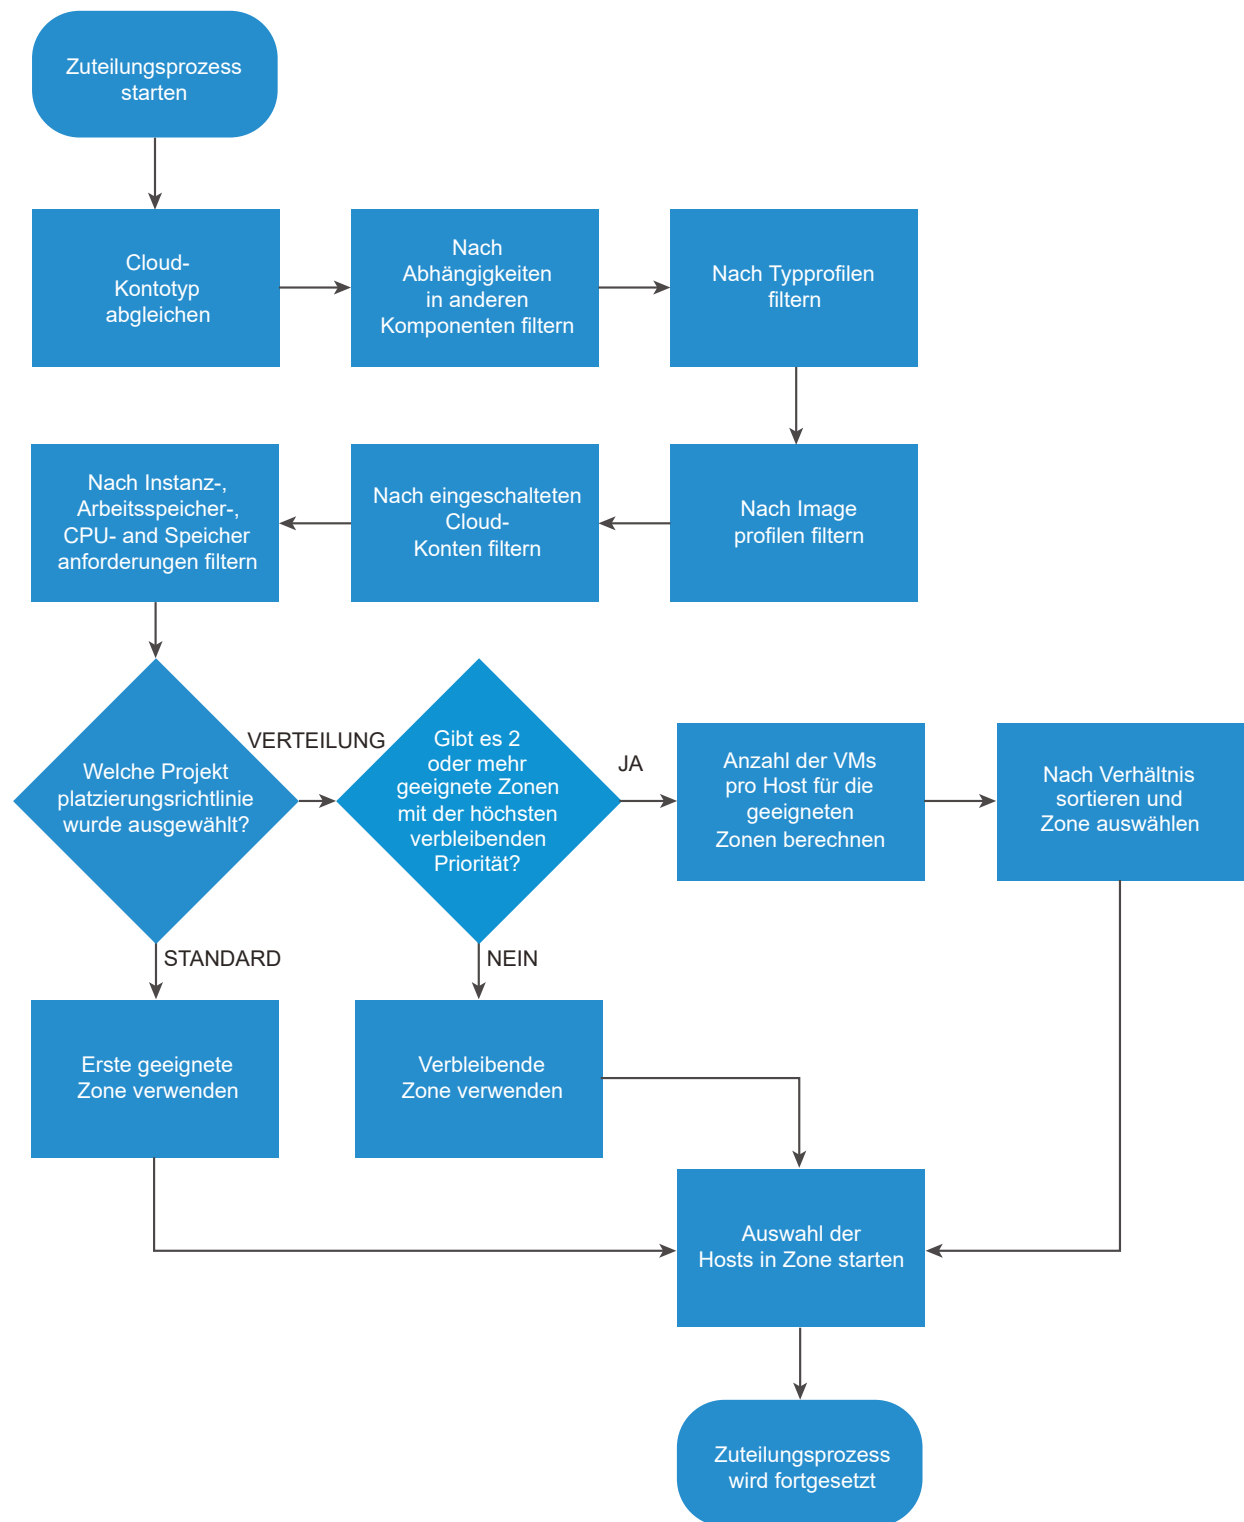 Zuteilungsprozess
starten
Cloud-
Kontotyp
abgleichen
Nach
Abhängigkeiten
in anderen
Komponenten filtern
Nach Typprofilen
filtern
Nach Instanz-,
Arbeitsspeicher-,
CPU- and Speicher
anforderungen filtern
Nach eingeschalteten
Cloud-
Konten filtern
Nach Image
profilen filtern
Welche Projekt
platzierungsrichtlinie
wurde ausgewählt?
VERTEILUNG
Gibt es 2
oder mehr
geeignete Zonen
mit der höchsten
verbleibenden
Priorität?
JA
Anzahl der VMs
pro Host für die
geeigneten
Zonen berechnen
Nach Verhältnis
sortieren und
Zone auswählen
STANDARD
NEIN
Erste geeignete
Zone verwenden
Verbleibende
Zone verwenden
Auswahl der
Hosts in Zone starten
Zuteilungsprozess
wird fortgesetzt